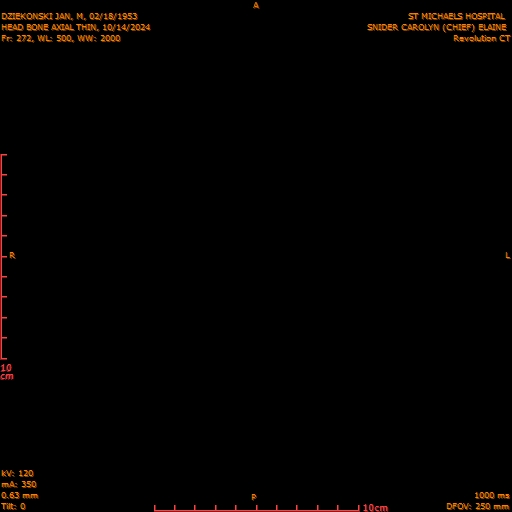 A
DZIEKONSKI JAN, M, 02/18/1953
HEAD BONE AXIAL THIN, 10/14/2024
Fr: 272, WL: 500, WW: 2000
ST MICHAELS HOSPITAL
SNIDER CAROLYN (CHIEF) ELAINE
Revolution CT
R
L
10
cm
kV: 120
mA: 350
0.63 mm
Tilt: 0
P
10cm
1000 ms
DFOV: 250 mm